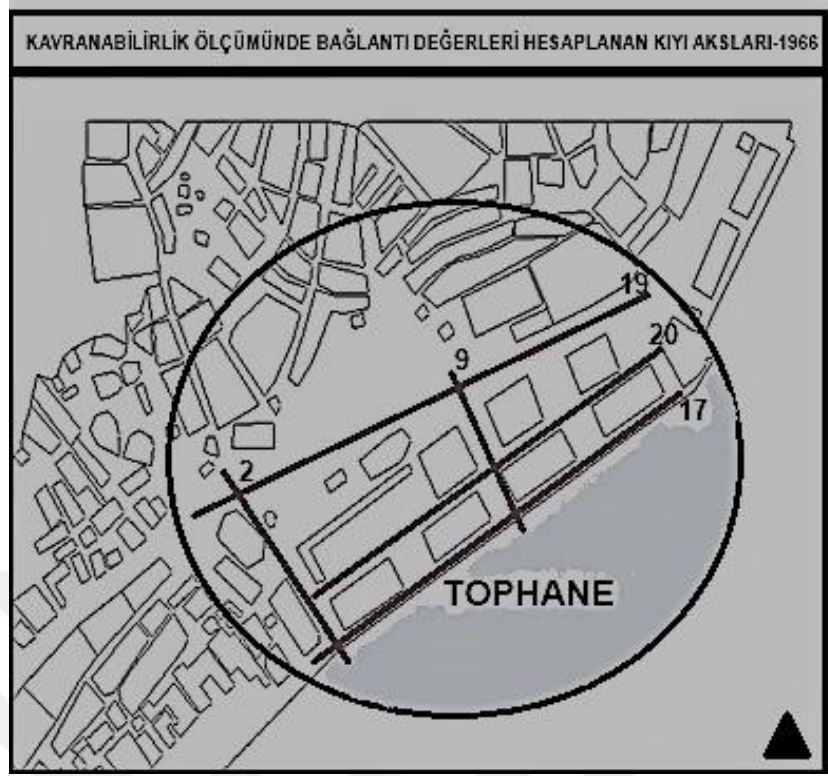 KAVRANABİLİRLİK ÖLÇÜMÜNDE BAĞLANTI DEĞERLERİ HESAPLANAN KIYI AKSLARI-1966
19
20
9
17
2
TOPHANE